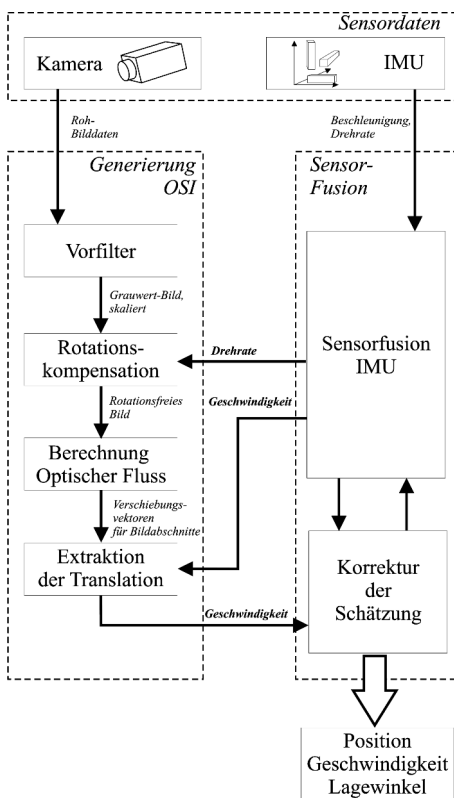 Sensordaten
Kamera
IMU
Roh-
Bilddaten
Beschleunigung,
Drehrate
Generierung
OSI
Sensor-
Fusion
Vorfilter
Grauwert-Bild,
skaliert
Rotations-
kompensation
Drehrate
Sensorfusion
IMU
Rotationsfreies
Bild
Geschwindigkeit
Berechnung
Optischer Fluss
Verschiebungs-
vektoren
für Bildabschnitte
Extraktion
der Translation
Korrektur
der
Schätzung
Geschwindigkeit
Position
Geschwindigkeit
Lagewinkel